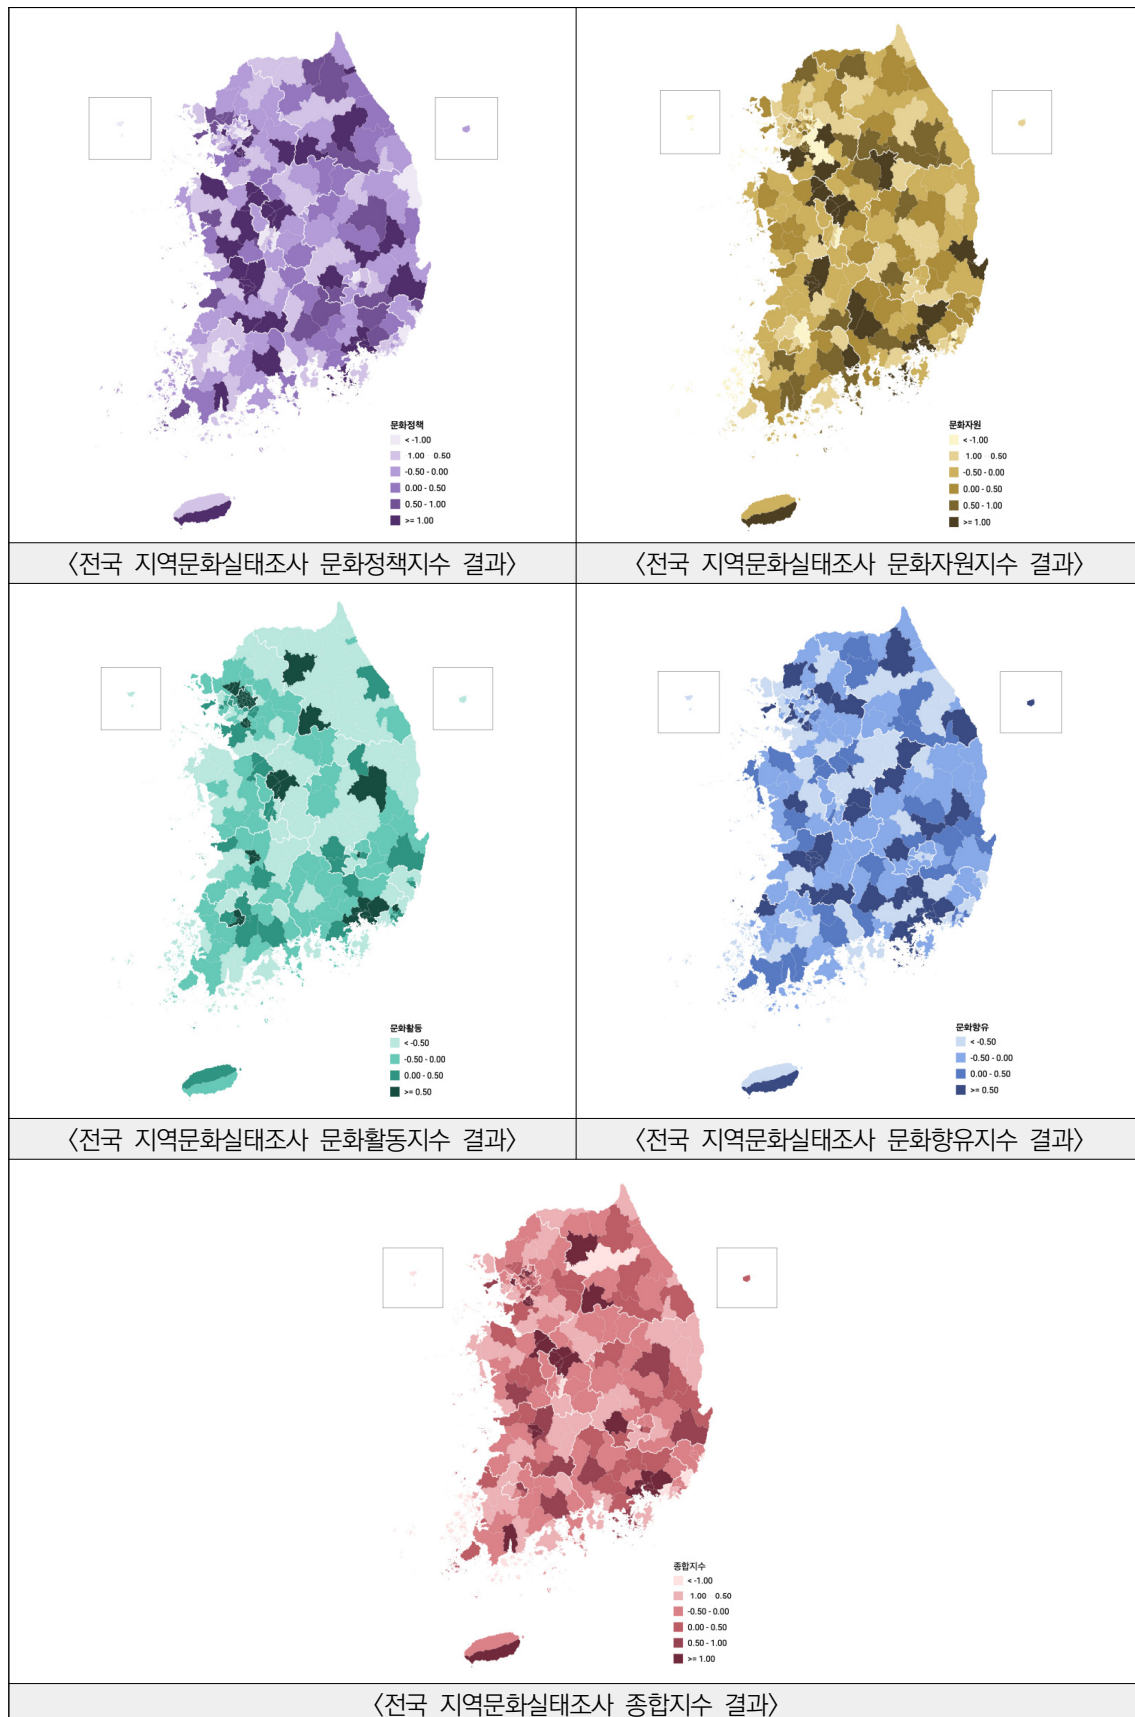 문화정책
< -1.00
1.00 0.50
-0.50 - 0.00
0.00 - 0.50
0.50 - 1.00
>= 1.00
문화자원
< -1.00
1.00 0.50
-0.50 - 0.00
0.00 - 0.50
0.50 - 1.00
>= 1.00
〈전국 지역문화실태조사 문화정책지수 결과〉
〈전국 지역문화실태조사 문화자원지수 결과〉
문화활동
< -0.50
-0.50 - 0.00
0.00 - 0.50
>= 0.50
문화향유
< -0.50
-0.50 - 0.00
0.00 - 0.50
>= 0.50
〈전국 지역문화실태조사 문화활동지수 결과〉
〈전국 지역문화실태조사 문화향유지수 결과〉
종합지수
< -1.00
1.00 0.50
-0.50 - 0.00
0.00 - 0.50
0.50 - 1.00
>= 1.00
〈전국 지역문화실태조사 종합지수 결과〉